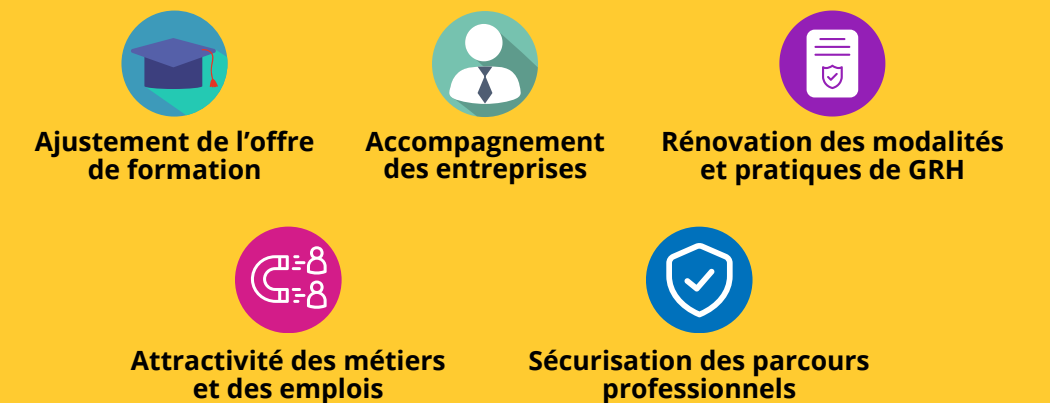 Ajustement de l’offre
de formation
Accompagnement
des entreprises
Rénovation des modalités
et pratiques de GRH
Attractivité des métiers
et des emplois
Sécurisation des parcours
professionnels